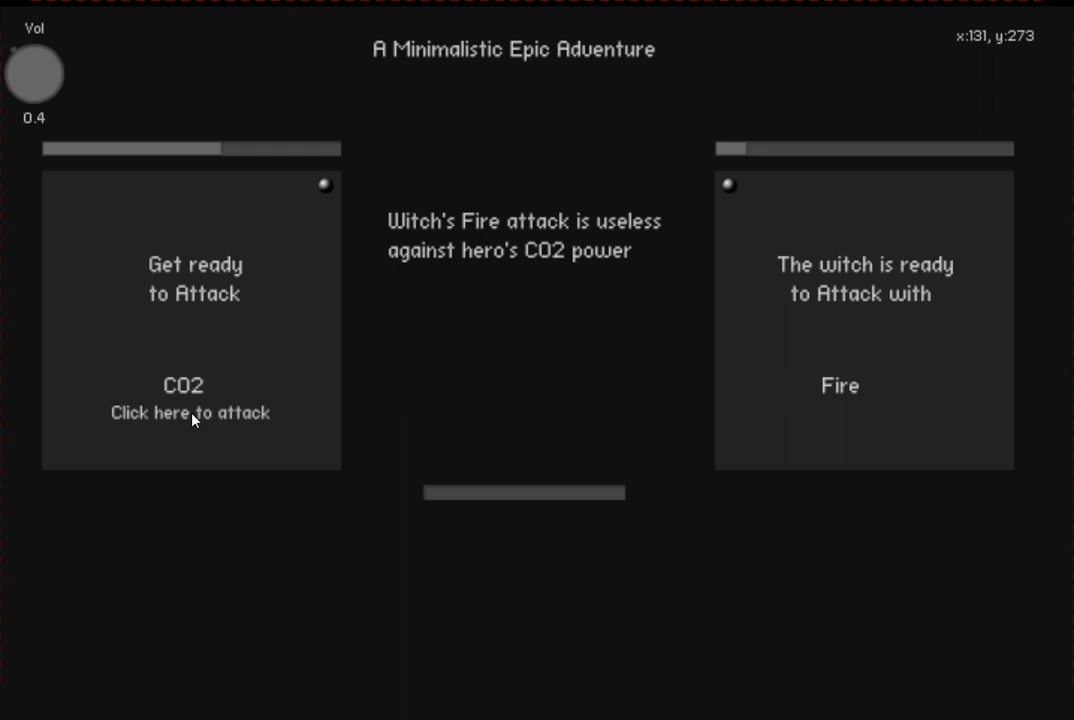 Vol
A Minimalistic Epic Adventure
x:131, y:273
0.4
Witch's Fire attack is useless
against hero's CO2 power
Get ready
to Attack
CO2
Click here to attack
The witch is ready
to Attack with
Fire